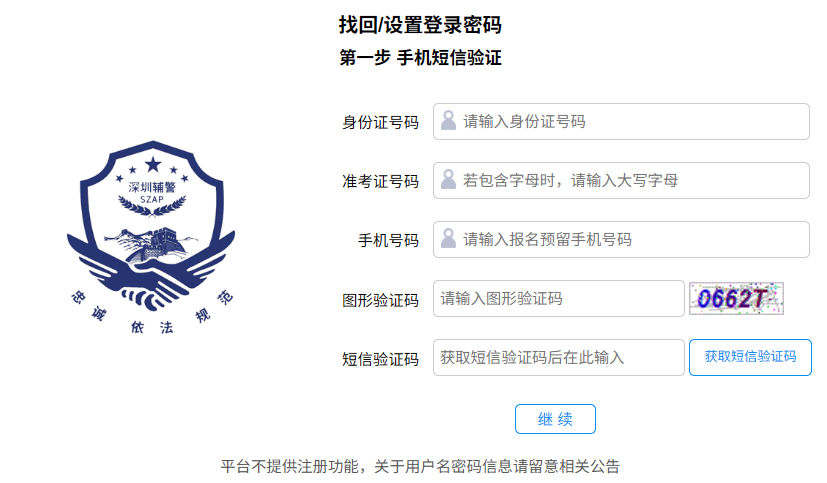 找回/设置登录密码
第一步 手机短信验证
身份证号码 请输入身份证号码
准考证号码 若包含字母时，请输入大写字母
手机号码 请输入报名预留手机号码
图形验证码 请输入图形验证码 0662T
短信验证码 获取短信验证码后在此输入 获取短信验证码
继 续
深圳辅警
SZAP
忠诚 依法 规范
平台不提供注册功能，关于用户名密码信息请留意相关公告